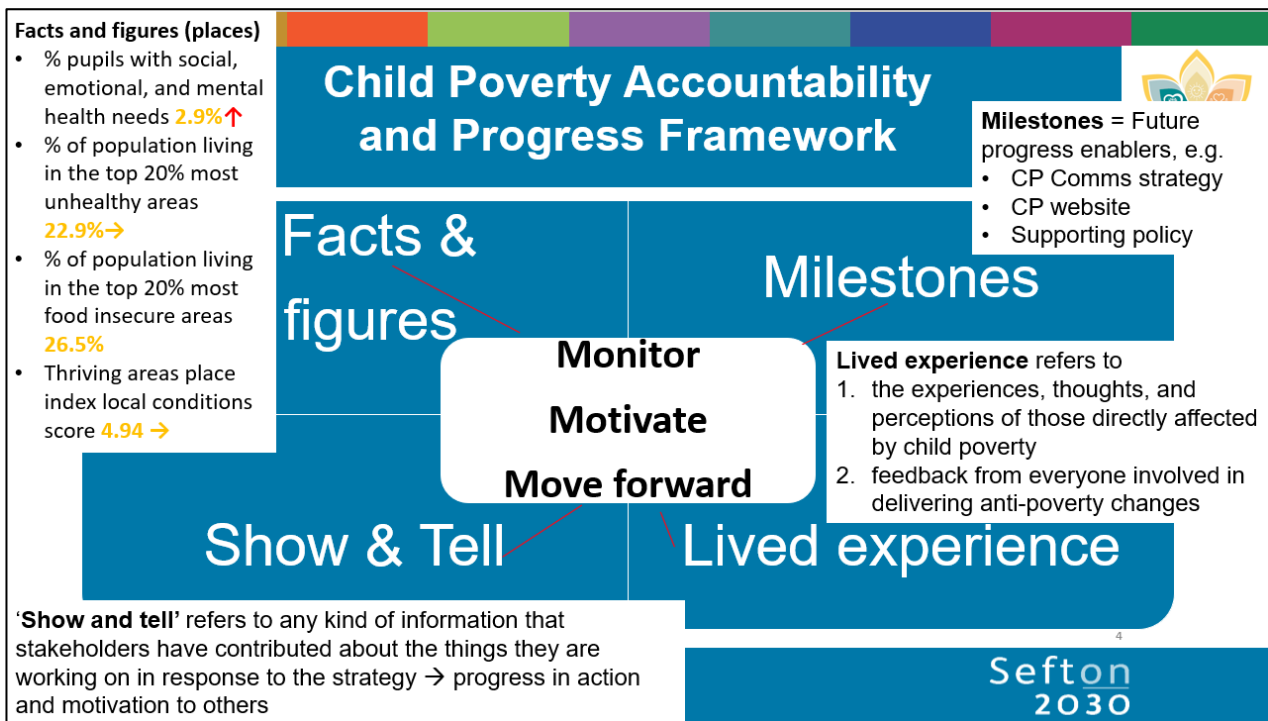 Facts and figures (places)
• % pupils with social,
emotional, and mental
health needs 2.9%↑
• % of population living
in the top 20% most
unhealthy areas
22.9%→
• % of population living
in the top 20% most
food insecure areas
26.5%
• Thriving areas place
index local conditions
score 4.94 →
Child Poverty Accountability
and Progress Framework
Milestones = Future
progress enablers, e.g.
• CP Comms strategy
• CP website
• Supporting policy
Facts &
figures
Milestones
Monitor
Motivate
Move forward
Lived experience refers to
1. the experiences, thoughts, and
perceptions of those directly affected
by child poverty
2. feedback from everyone involved in
delivering anti-poverty changes
Show & Tell
Lived experience
‘Show and tell’ refers to any kind of information that
stakeholders have contributed about the things they are
working on in response to the strategy → progress in action
and motivation to others
4
Sefton
2030